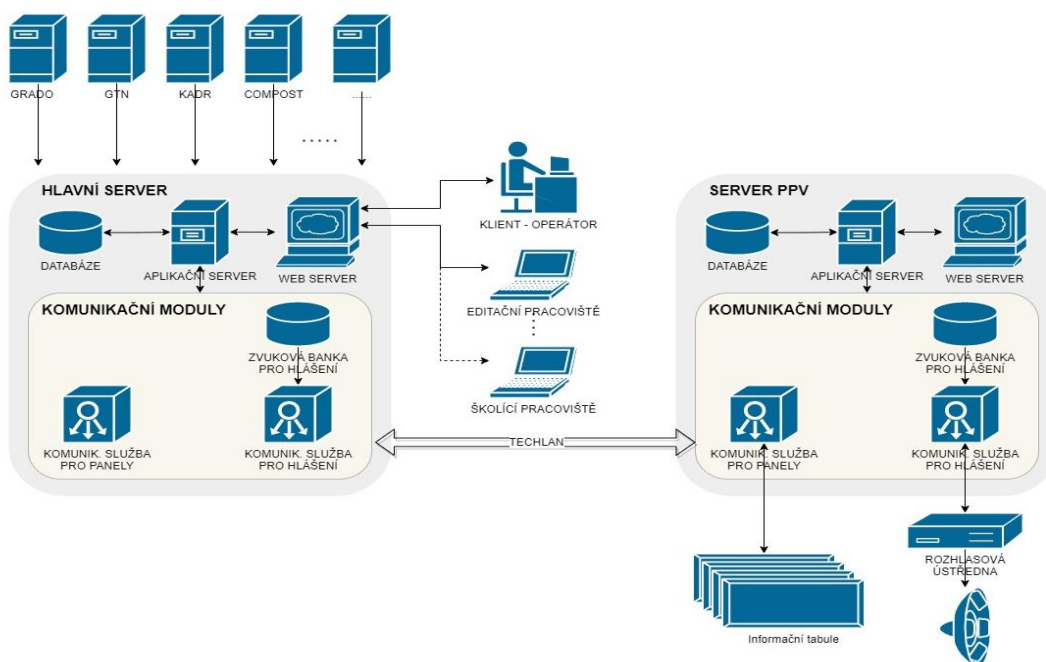 GRADO
GTN
KADR
COMPOST
......
.....
HLAVNÍ SERVER
DATABÁZE
APLIKAČNÍ SERVER
WEB SERVER
KOMUNIKAČNÍ MODULY
ZVUKOVÁ BANKA
PRO HLÁŠENÍ
KOMUNIK. SLUŽBA
PRO PANELY
KOMUNIK. SLUŽBA
PRO HLÁŠENÍ
KLIENT - OPERÁTOR
EDITAČNÍ PRACOVIŠTĚ
ŠKOLÍCÍ PRACOVIŠTĚ
TECHLAN
SERVER PPV
DATABÁZE
APLIKAČNÍ SERVER
WEB SERVER
KOMUNIKAČNÍ MODULY
ZVUKOVÁ BANKA
PRO HLÁŠENÍ
KOMUNIK. SLUŽBA
PRO PANELY
KOMUNIK. SLUŽBA
PRO HLÁŠENÍ
ROZHLASOVÁ
ÚSTŘEDNA
Informační tabule